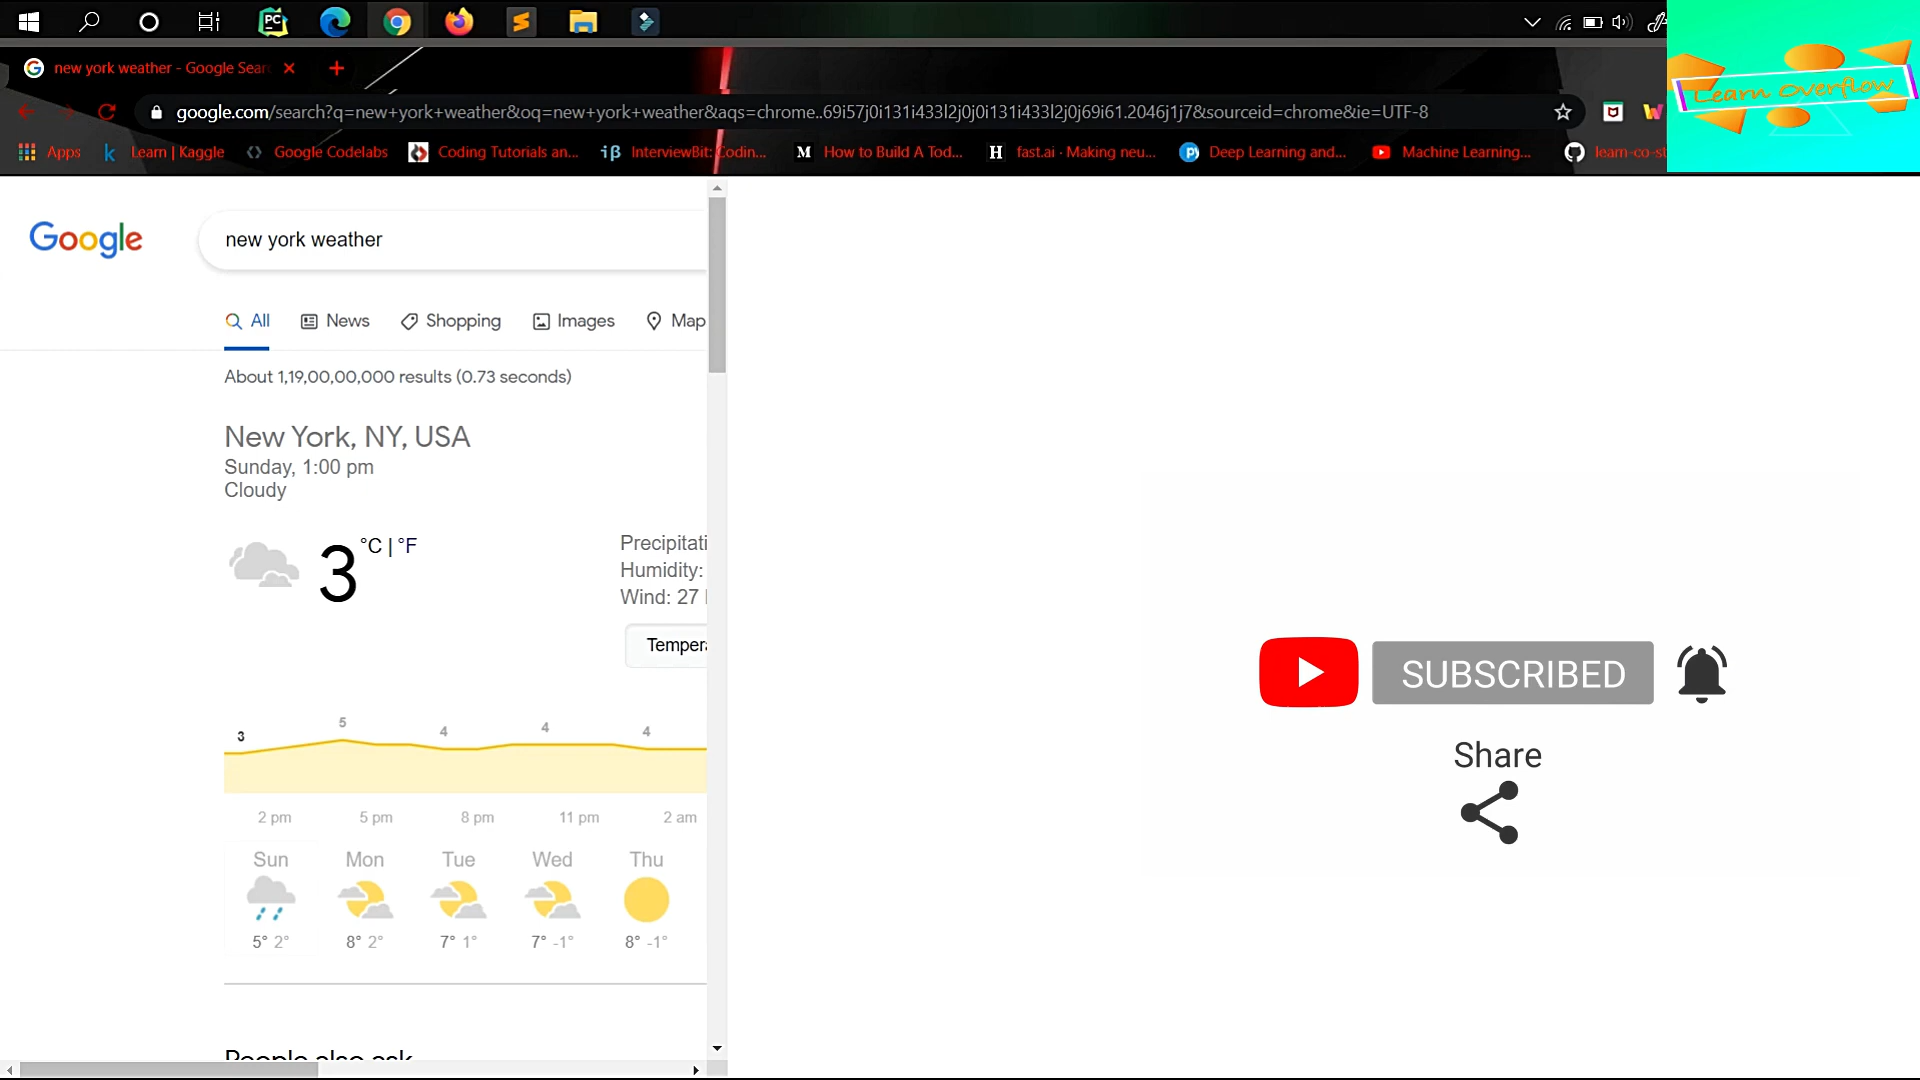 PC
Learn Overflow
new york weather - Google Sear
google.com/search?q=new+york+weather&oq=new+york+weather&aqs=chrome..69i57j0i131i433l2j0j0i131i433l2j0j69i61.2046j1j7&sourceid=chrome&ie=UTF-8
Apps
k Learn | Kaggle
Google Codelabs
Coding Tutorials an...
iβ InterviewBit: Codin...
M How to Build A Tod...
H fast.ai · Making neu...
Deep Learning and...
Machine Learning...
learn-co-st
Google
new york weather
All News Shopping Images Map
About 1,19,00,00,000 results (0.73 seconds)
New York, NY, USA
Sunday, 1:00 pm
Cloudy
3 °C | °F
Precipitati
Humidity:
Wind: 27
Tempera
3 5 4 4 4
2 pm 5 pm 8 pm 11 pm 2 am
Sun Mon Tue Wed Thu
5° 2° 8° 2° 7° 1° 7° -1° 8° -1°
People also ask
SUBSCRIBED
Share